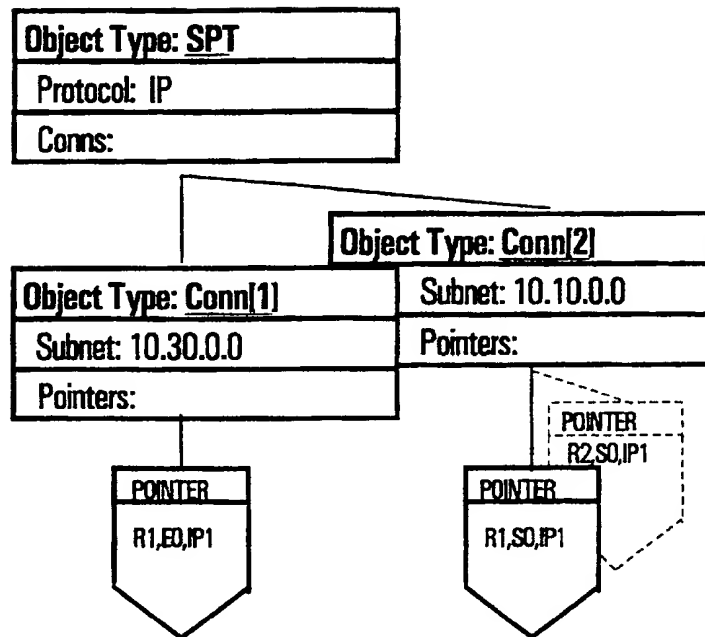 Object Type: SPT
Protocol: IP
Conns:
Object Type: Conn[2]
Subnet: 10.10.0.0
Pointers:
Object Type: Conn[1]
Subnet: 10.30.0.0
Pointers:
POINTER
R2,S0,IP1
POINTER
R1,E0,IP1
POINTER
R1,S0,IP1